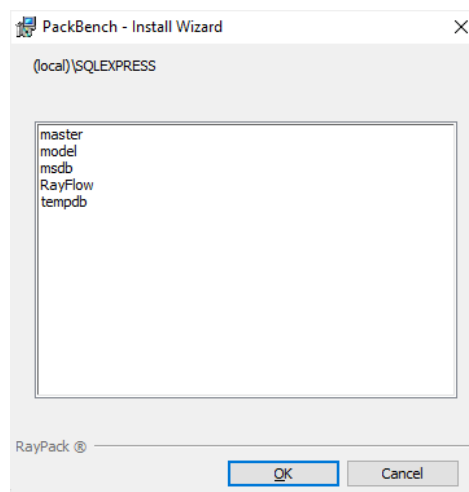 PackBench - Install Wizard
(local)\SQLEXPRESS
master
model
msdb
RayFlow
tempdb
RayPack ®
OK
Cancel